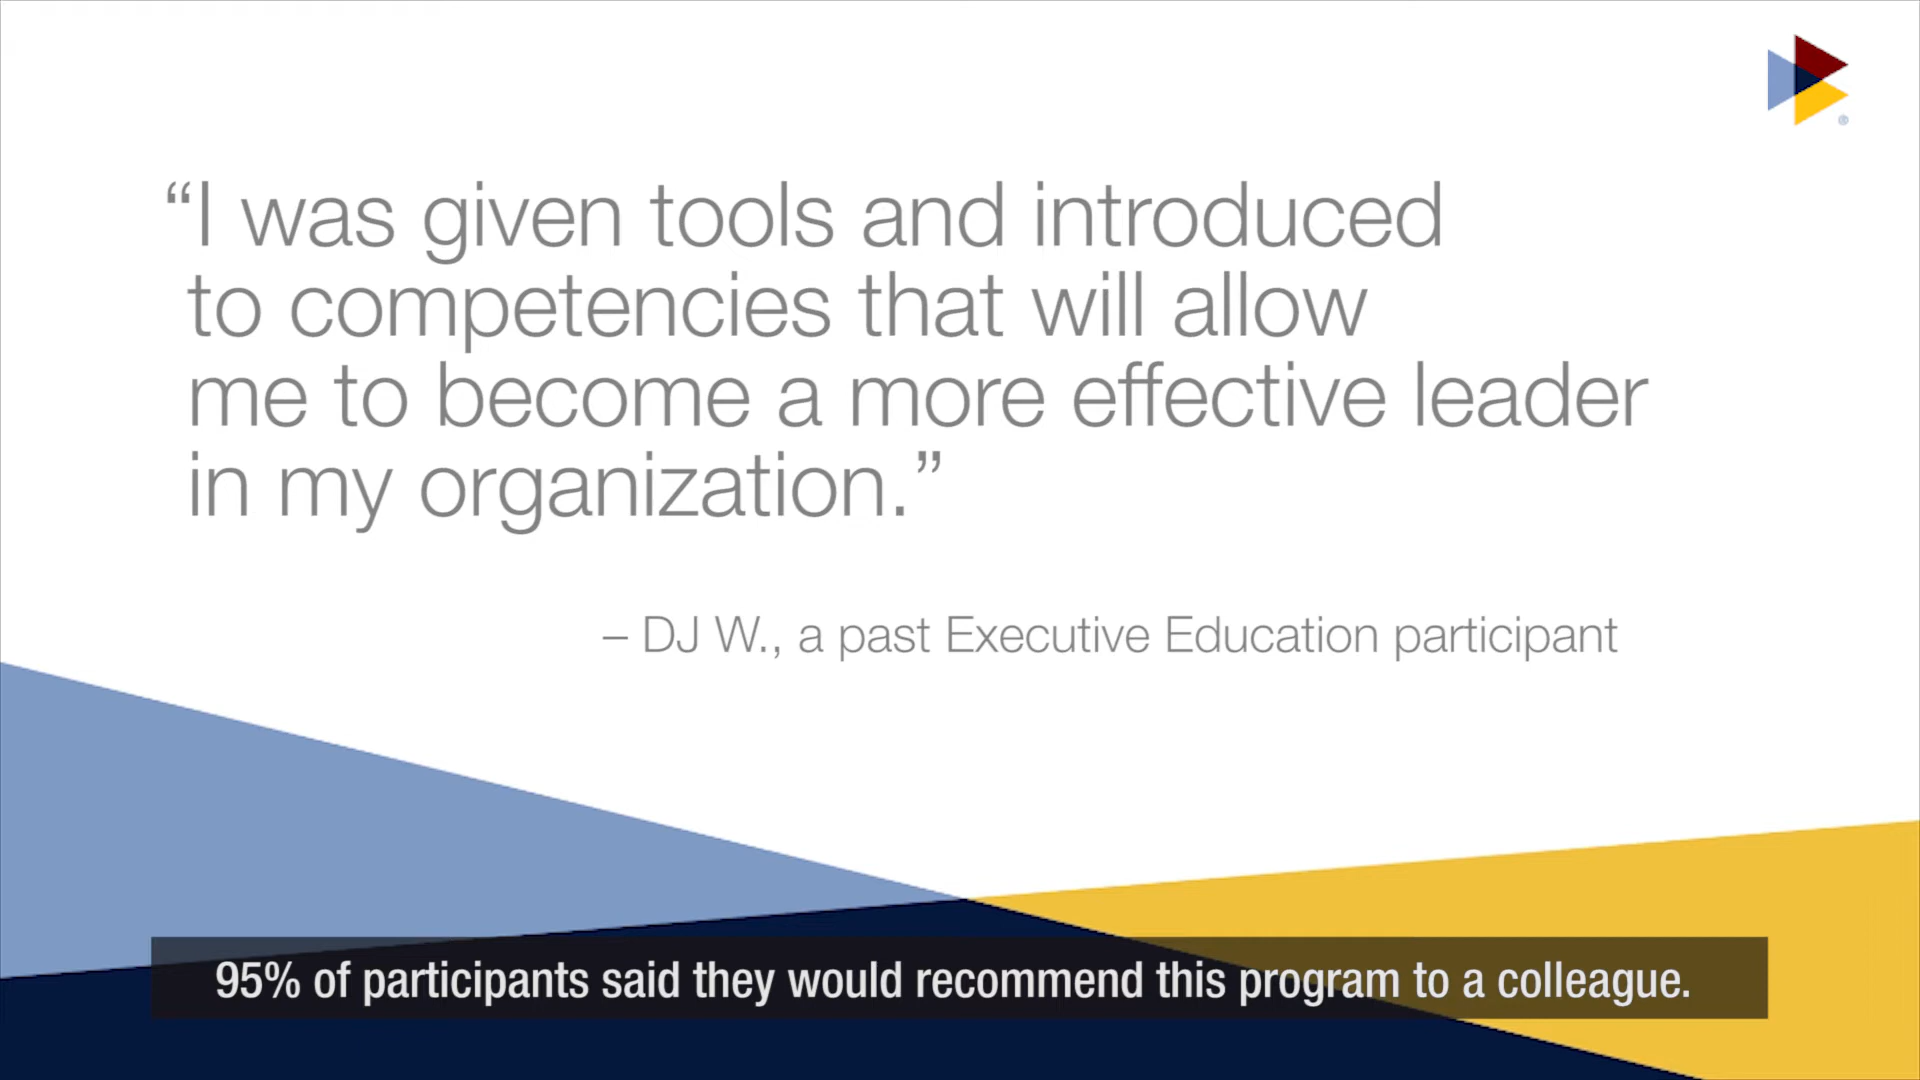 “I was given tools and introduced
to competencies that will allow
me to become a more effective leader
in my organization.”
– DJ W., a past Executive Education participant
95% of participants said they would recommend this program to a colleague.
®